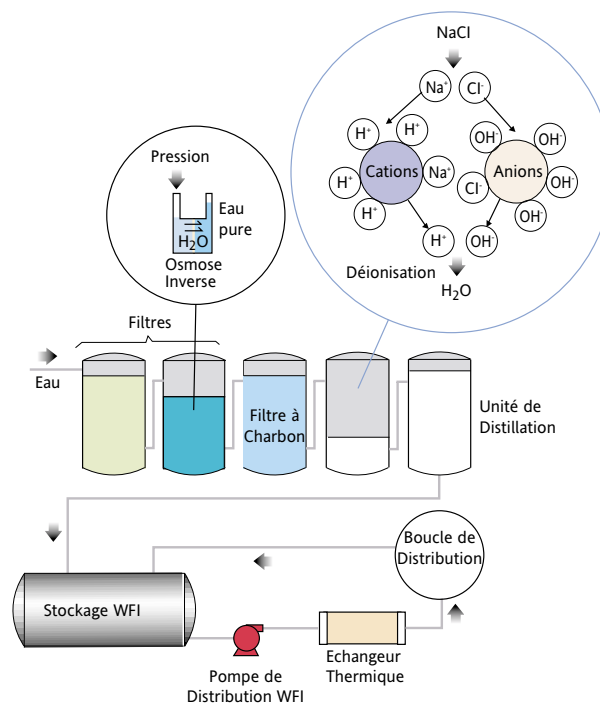 NaCl
Na⁺
Cl⁻
H⁺
H⁺
OH⁻
OH⁻
H⁺
Cations
Na⁺
Cl⁻
Anions
OH⁻
H⁺
H⁺
OH⁻
OH⁻
H⁺
OH⁻
Déionisation
H₂O
Pression
Eau
pure
H₂O
Osmose
Inverse
Filtres
Eau
Filtre à
Charbon
Unité de
Distillation
Boucle de
Distribution
Stockage WFI
Pompe de
Distribution WFI
Echangeur
Thermique